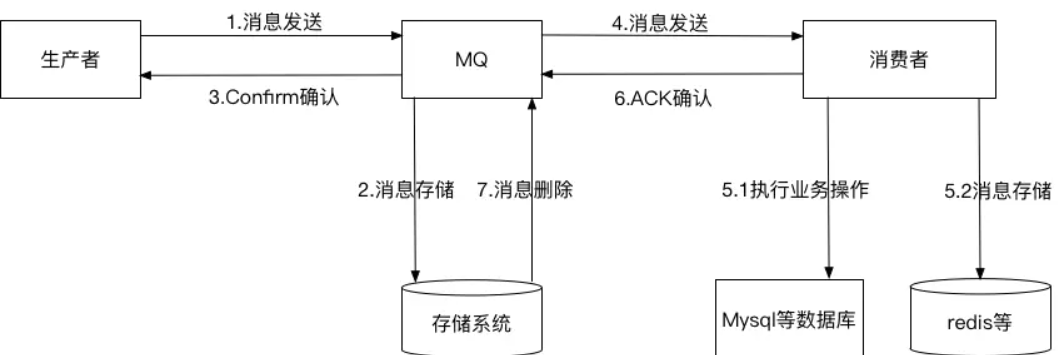 1.消息发送
4.消息发送
生产者
MQ
消费者
3.Confirm确认
6.ACK确认
2.消息存储
7.消息删除
5.1执行业务操作
5.2消息存储
存储系统
Mysql等数据库
redis等